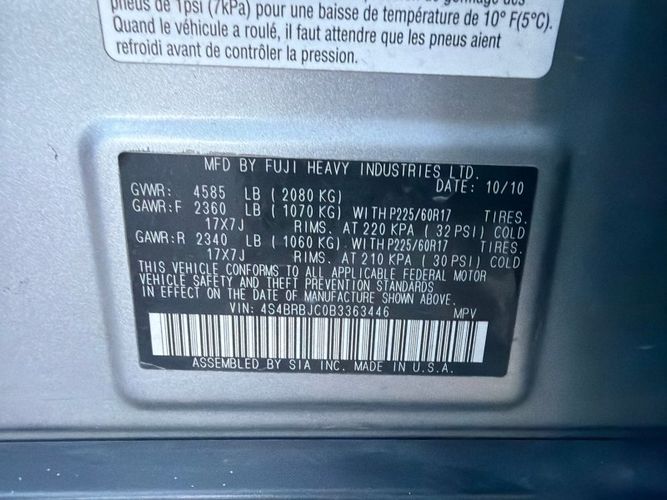 pneus de 1psi (7kPa) pour une baisse de température de 10° F(5°C).
Quand le véhicule a roulé, il faut attendre que les pneus aient
refroidi avant de contrôler la pression.
MFD BY FUJI HEAVY INDUSTRIES LTD.
DATE: 10/10
GVWR: 4585 LB ( 2080 KG)
GAWR:F 2360 LB ( 1070 KG) WITH P225/60R17 TIRES.
17X7J RIMS. AT 220 KPA ( 32 PSI) COLD
GAWR:R 2340 LB ( 1060 KG) WITH P225/60R17 TIRES.
17X7J RIMS. AT 210 KPA ( 30 PSI) COLD
THIS VEHICLE CONFORMS TO ALL APPLICABLE FEDERAL MOTOR
VEHICLE SAFETY AND THEFT PREVENTION STANDARDS
IN EFFECT ON THE DATE OF MANUFACTURE SHOWN ABOVE.
VIN: 4S4BRBJC0B3363446 MPV
ASSEMBLED BY SIA INC. MADE IN U.S.A.